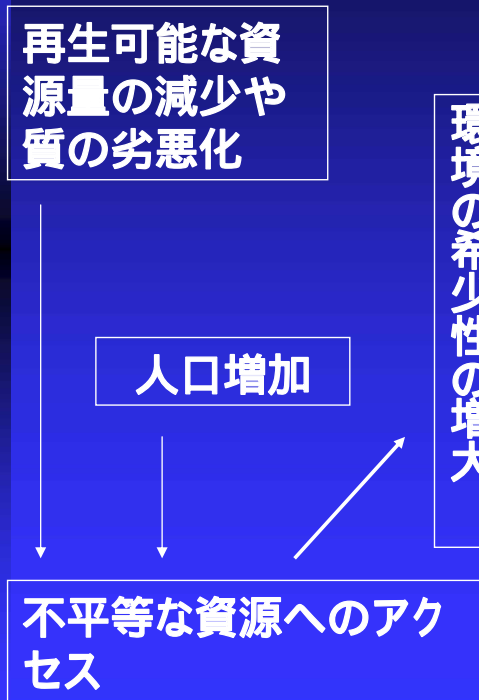 再生可能な資
源量の減少や
質の劣悪化
環境の希少性の増大
人口増加
不平等な資源へのアク
セス